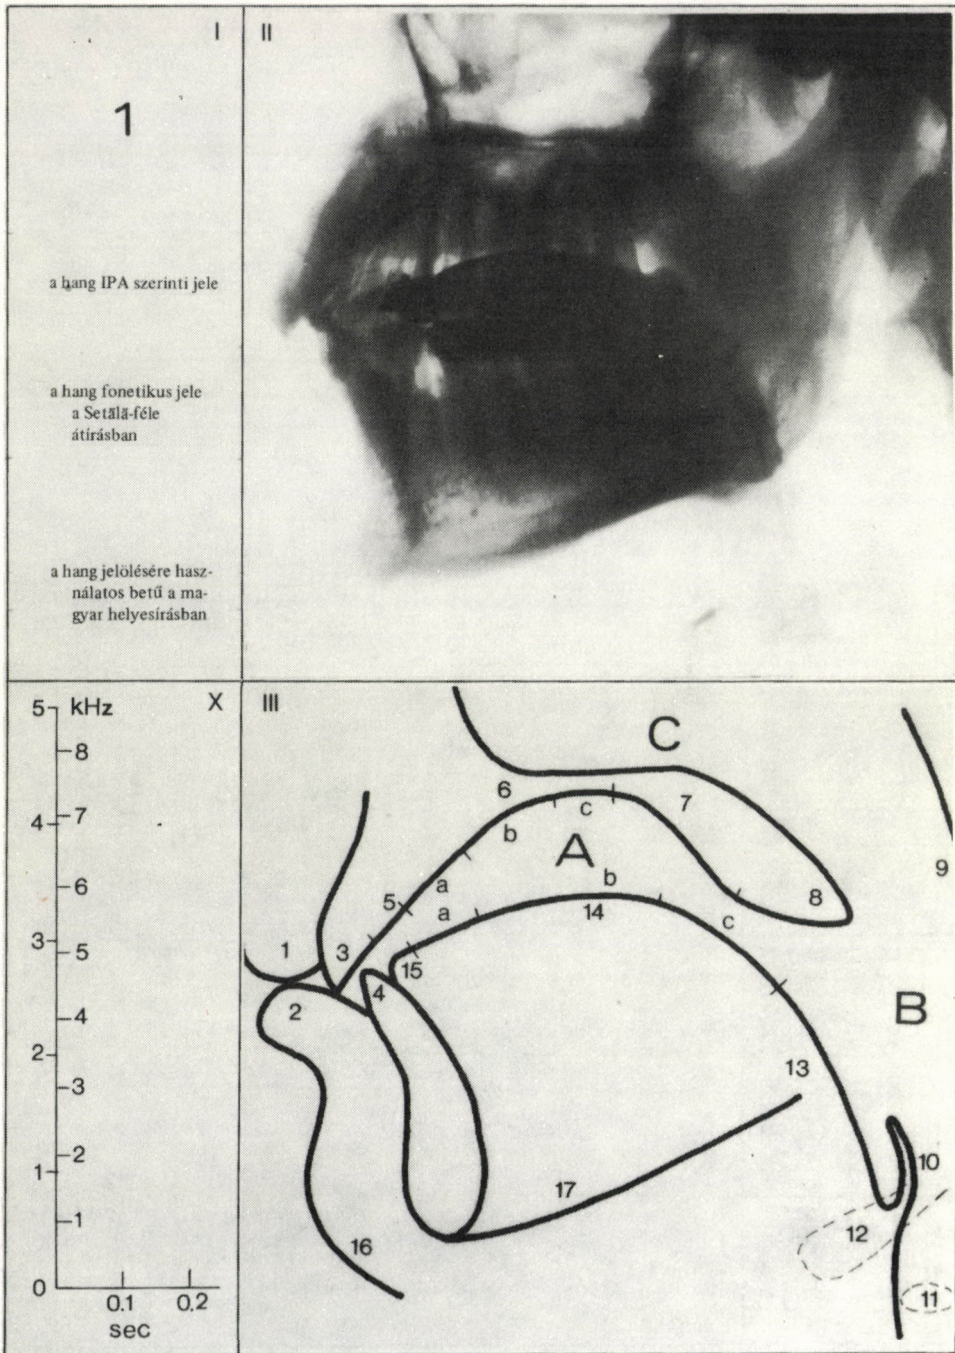 I
II
1
a hang IPA szerinti jele
a hang fonetikus jele
a Setälä-féle
átírásban
a hang jelölésére hasz-
nálatos betű a ma-
gyar helyesírásban
5 kHz X
8
4 7
6
3 5
4
2 3
2
1
1
0
0.1 0.2
sec
III
C
6 7
c
b
A
9
a b
5 a 14 c 8
1 3
15
2 4
B
13
10
17
12
16
11